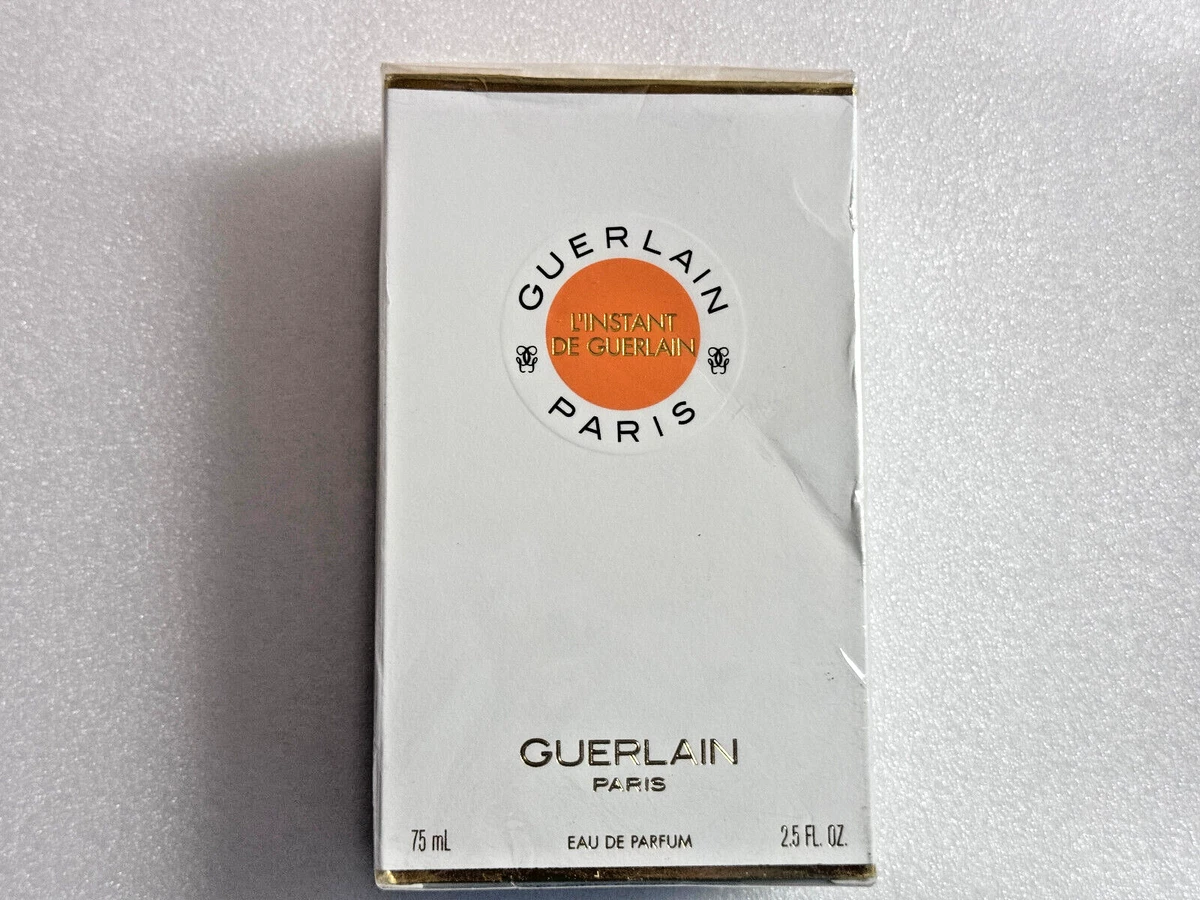 GUERLAIN
L'INSTANT
DE GUERLAIN
PARIS
GUERLAIN
PARIS
75 mL
EAU DE PARFUM
2.5 FL. OZ.